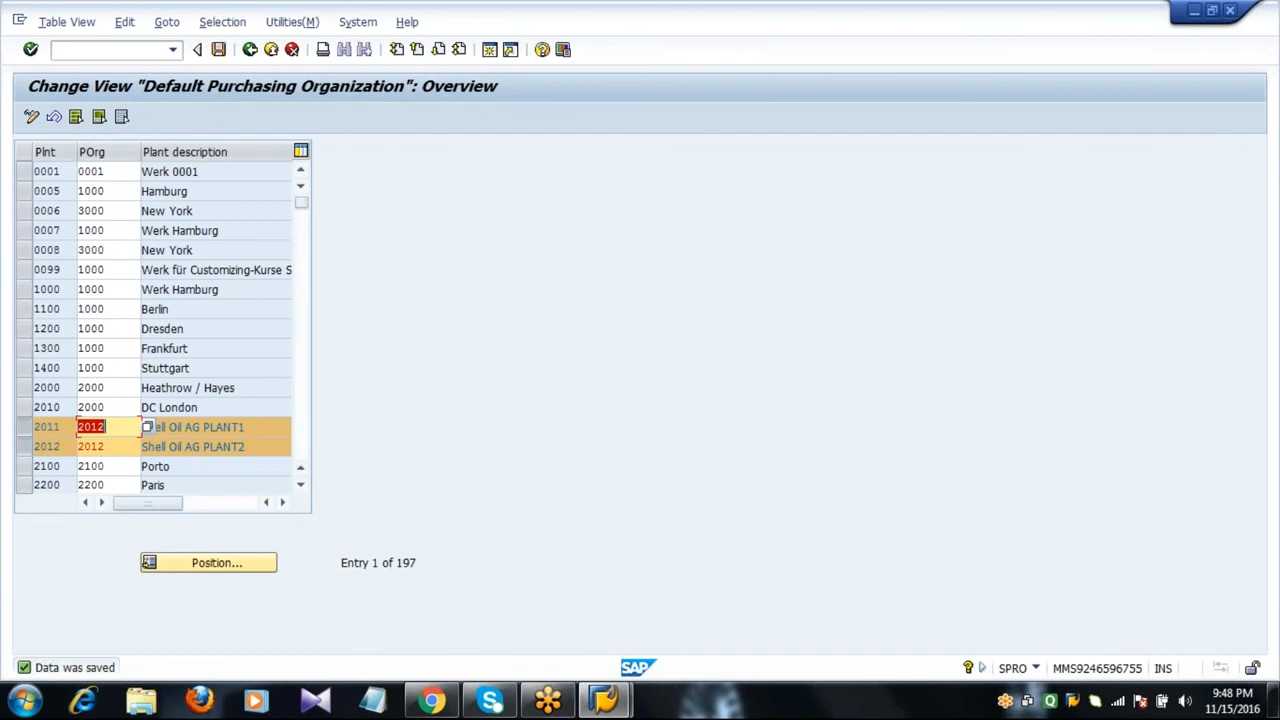 Table View Edit Goto Selection Utilities(M) System Help
Change View "Default Purchasing Organization": Overview
Plnt POrg Plant description
0001 0001 Werk 0001
0005 1000 Hamburg
0006 3000 New York
0007 1000 Werk Hamburg
0008 3000 New York
0099 1000 Werk für Customizing-Kurse S
1000 1000 Werk Hamburg
1100 1000 Berlin
1200 1000 Dresden
1300 1000 Frankfurt
1400 1000 Stuttgart
2000 2000 Heathrow / Hayes
2010 2000 DC London
2011 2012 ell Oil AG PLANT1
2012 2012 Shell Oil AG PLANT2
2100 2100 Porto
2200 2200 Paris
Position... Entry 1 of 197
Data was saved SAP SPRO MMS9246596755 INS
9:48 PM
11/15/2016